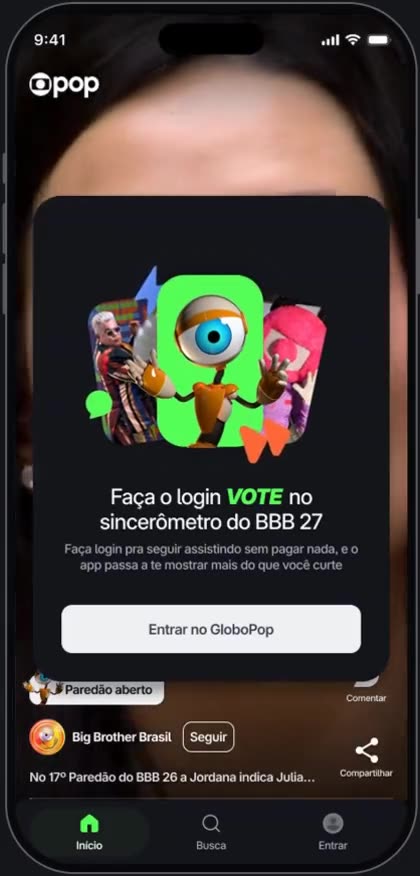 9:41
pop
Faça o login VOTE no
sincerômetro do BBB 27
Faça login pra seguir assistindo sem pagar nada, e o
app passa a te mostrar mais do que você curte
Entrar no GloboPop
Paredão aberto
Comentar
Big Brother Brasil
Seguir
No 17º Paredão do BBB 26 a Jordana indica Julia...
Compartilhar
Início
Busca
Entrar